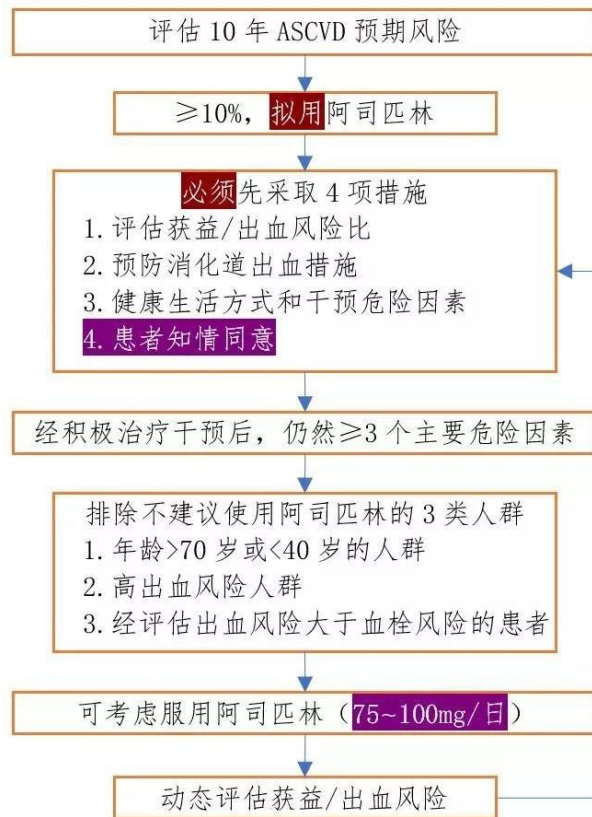 评估10年ASCVD预期风险
≥10%，拟用阿司匹林
必须先采取4项措施
1.评估获益/出血风险比
2.预防消化道出血措施
3.健康生活方式和干预危险因素
4.患者知情同意
经积极治疗干预后，仍然≥3个主要危险因素
排除不建议使用阿司匹林的3类人群
1.年龄>70岁或<40岁的人群
2.高出血风险人群
3.经评估出血风险大于血栓风险的患者
可考虑服用阿司匹林（75~100mg/日）
动态评估获益/出血风险